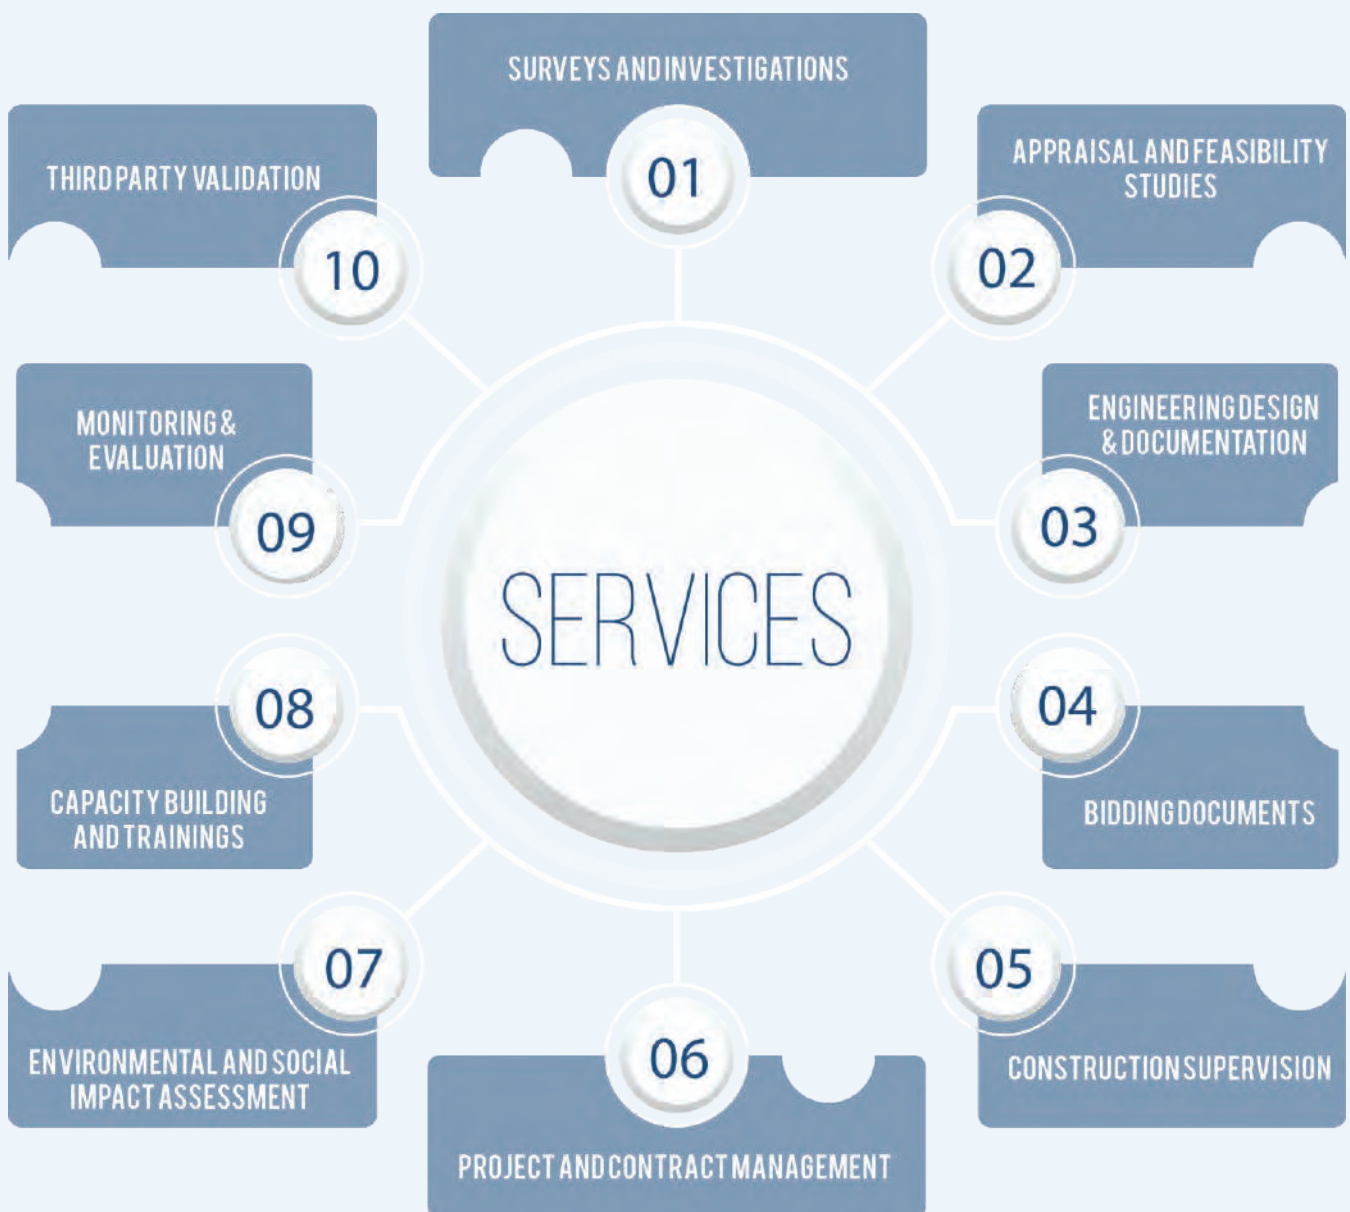 SURVEYS AND INVESTIGATIONS
01
APPRAISAL AND FEASIBILITY
STUDIES
02
ENGINEERING DESIGN
& DOCUMENTATION
03
04
BIDDING DOCUMENTS
05
CONSTRUCTION SUPERVISION
06
PROJECT AND CONTRACT MANAGEMENT
07
ENVIRONMENTAL AND SOCIAL
IMPACT ASSESSMENT
08
CAPACITY BUILDING
AND TRAININGS
MONITORING &
EVALUATION
09
THIRD PARTY VALIDATION
10
SERVICES